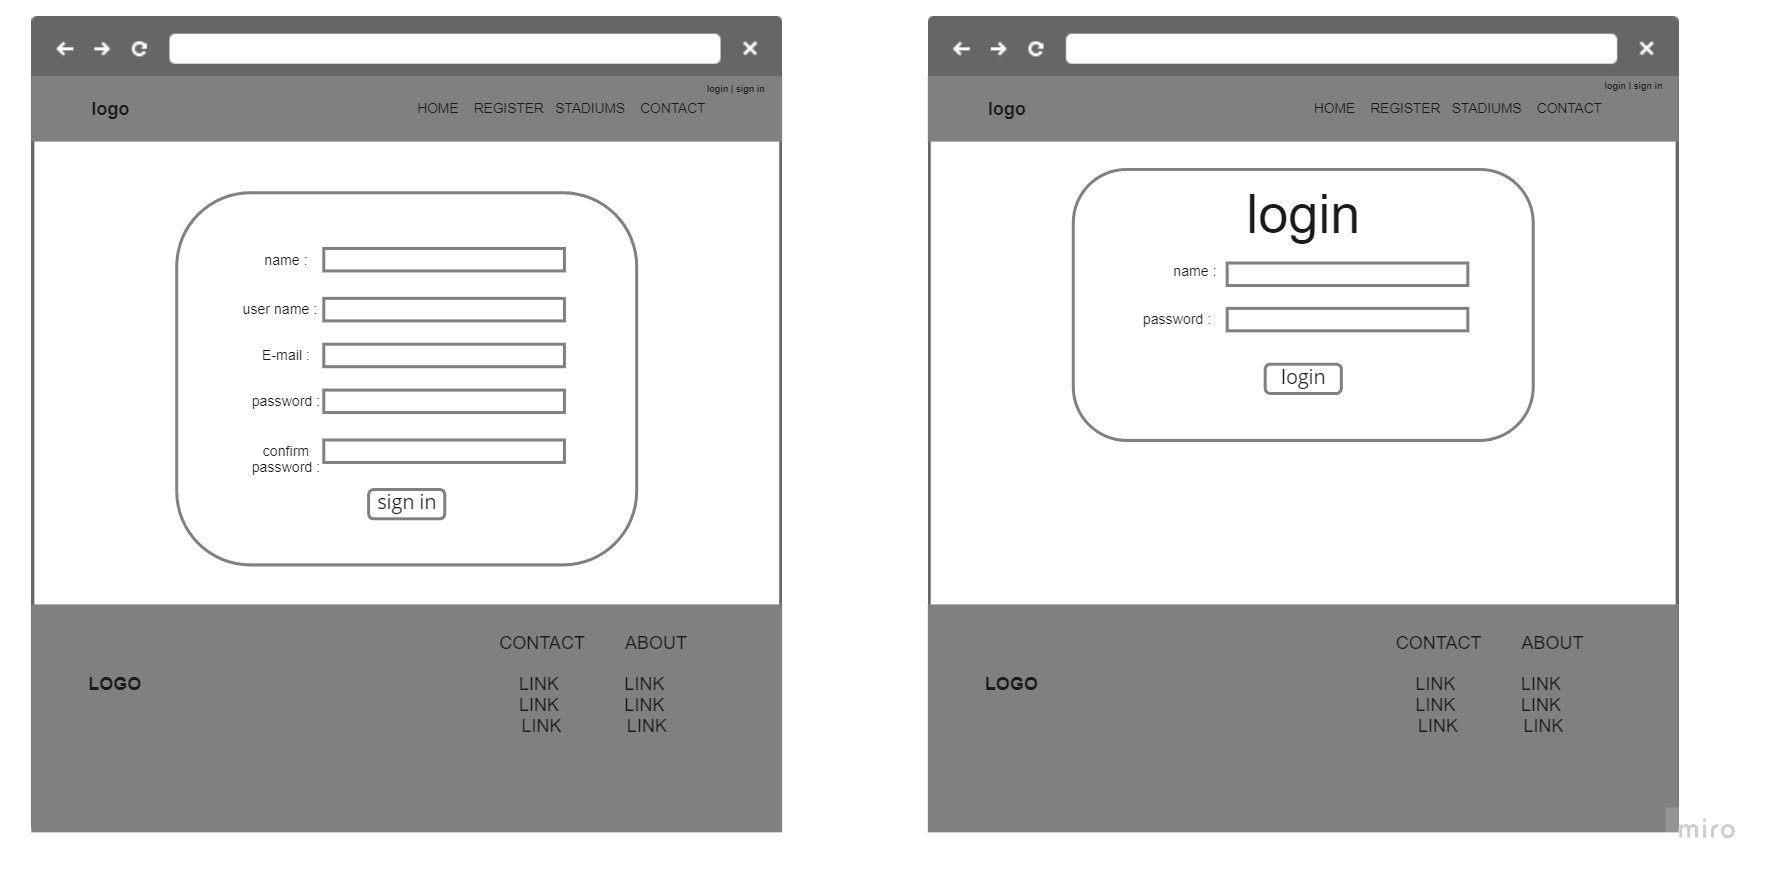 login | sign in
logo
HOME REGISTER STADIUMS CONTACT
name :
user name :
E-mail :
password :
confirm
password :
sign in
CONTACT ABOUT
LOGO
LINK LINK
LINK LINK
LINK LINK
login | sign in
logo
HOME REGISTER STADIUMS CONTACT
login
name :
password :
login
CONTACT ABOUT
LOGO
LINK LINK
LINK LINK
LINK LINK
miro